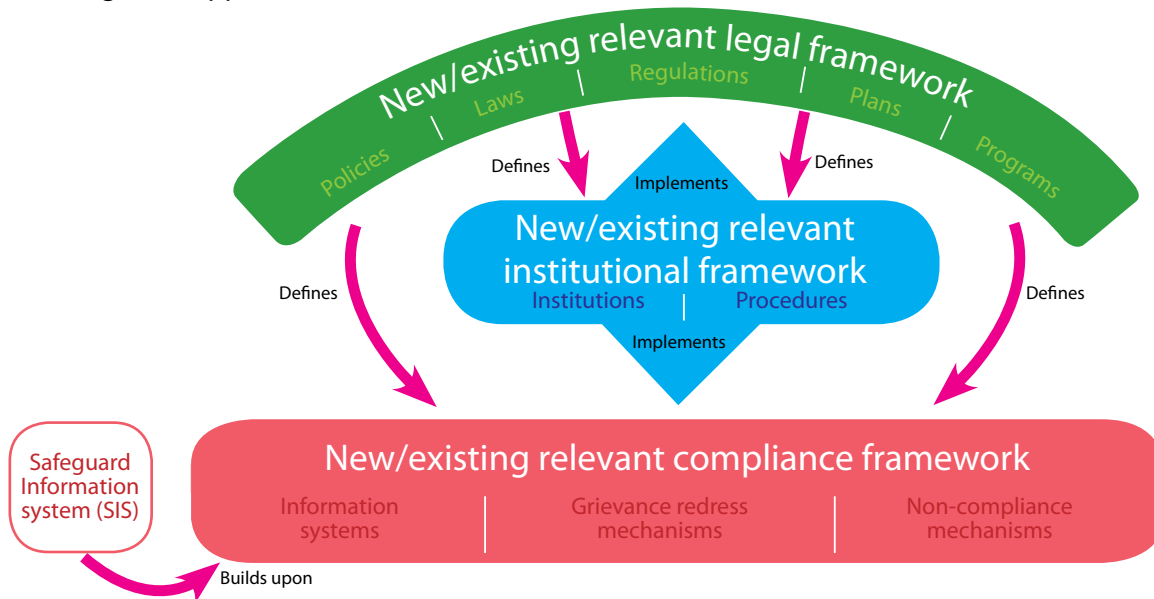 New/existing relevant legal framework
Policies
Laws
Regulations
Plans
Programs
Defines
Defines
Implements
New/existing relevant
institutional framework
Institutions
Procedures
Implements
Defines
Defines
New/existing relevant compliance framework
Information
systems
Grievance redress
mechanisms
Non-compliance
mechanisms
Safeguard
Information
system (SIS)
Builds upon